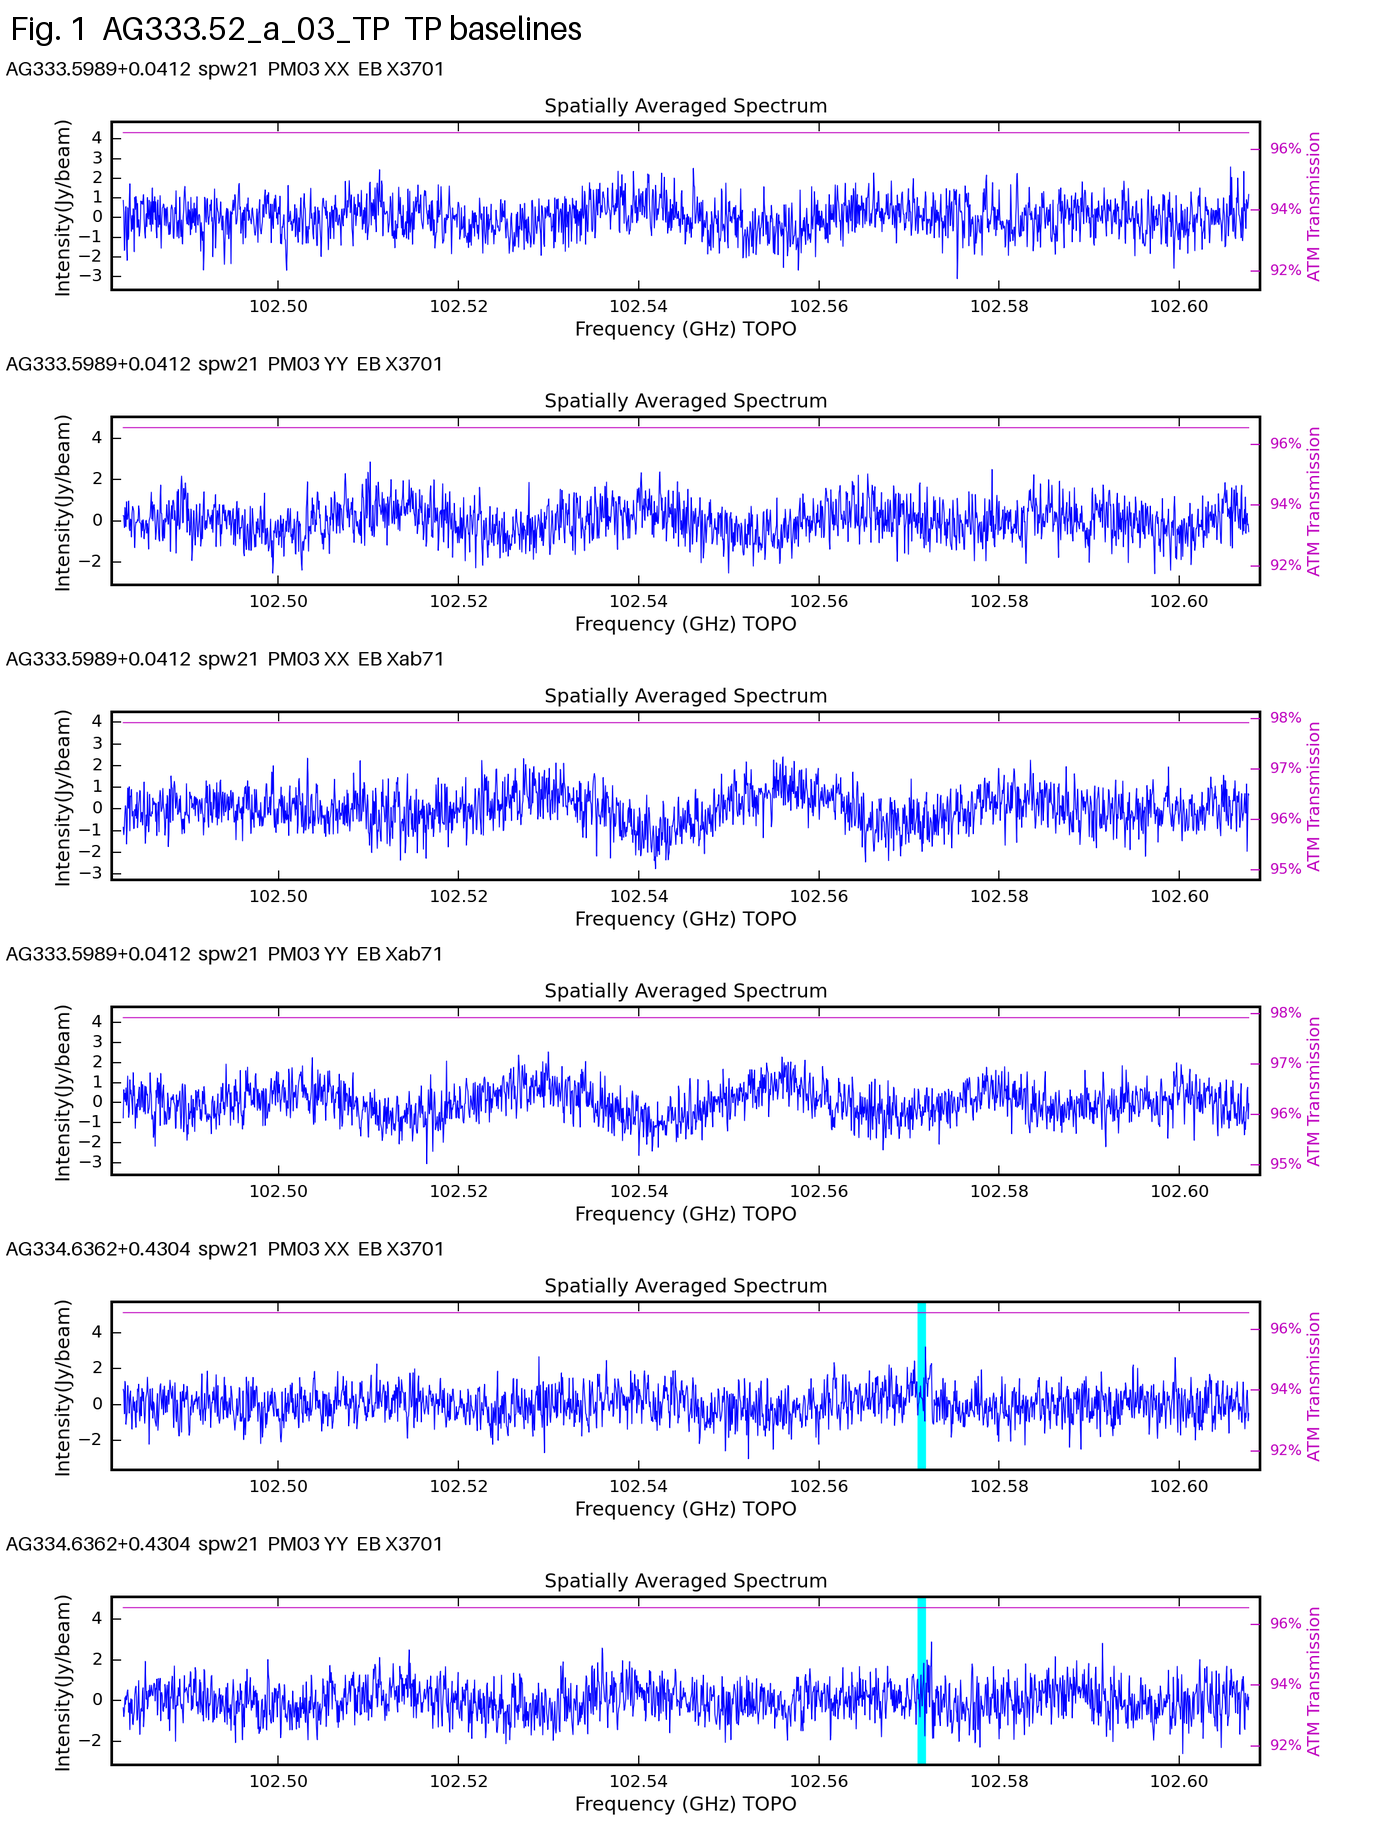 Fig. 1 AG333.52_a_03_TP TP baselines
AG333.5989+0.0412 spw21 PM03 XX EB X3701
Spatially Averaged Spectrum
4
3
2
1
0
−1
−2
−3
Intensity(Jy/beam)
96%
94%
92%
ATM Transmission
102.50 102.52 102.54 102.56 102.58 102.60
Frequency (GHz) TOPO
AG333.5989+0.0412 spw21 PM03 YY EB X3701
Spatially Averaged Spectrum
4
2
0
−2
Intensity(Jy/beam)
96%
94%
92%
ATM Transmission
102.50 102.52 102.54 102.56 102.58 102.60
Frequency (GHz) TOPO
AG333.5989+0.0412 spw21 PM03 XX EB Xab71
Spatially Averaged Spectrum
4
3
2
1
0
−1
−2
−3
Intensity(Jy/beam)
98%
97%
96%
95%
ATM Transmission
102.50 102.52 102.54 102.56 102.58 102.60
Frequency (GHz) TOPO
AG333.5989+0.0412 spw21 PM03 YY EB Xab71
Spatially Averaged Spectrum
4
3
2
1
0
−1
−2
−3
Intensity(Jy/beam)
98%
97%
96%
95%
ATM Transmission
102.50 102.52 102.54 102.56 102.58 102.60
Frequency (GHz) TOPO
AG334.6362+0.4304 spw21 PM03 XX EB X3701
Spatially Averaged Spectrum
4
2
0
−2
Intensity(Jy/beam)
96%
94%
92%
ATM Transmission
102.50 102.52 102.54 102.56 102.58 102.60
Frequency (GHz) TOPO
AG334.6362+0.4304 spw21 PM03 YY EB X3701
Spatially Averaged Spectrum
4
2
0
−2
Intensity(Jy/beam)
96%
94%
92%
ATM Transmission
102.50 102.52 102.54 102.56 102.58 102.60
Frequency (GHz) TOPO